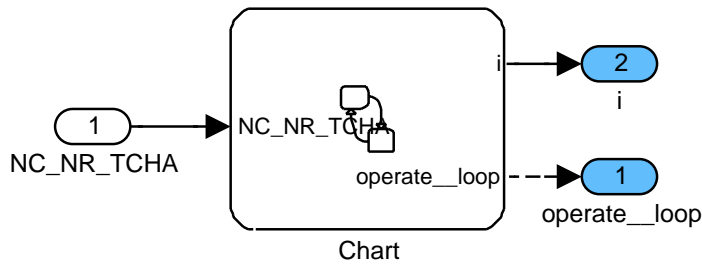 i
2
i
1
NC_NR_TCHA
NC_NR_TCHA
operate__loop
1
operate__loop
Chart